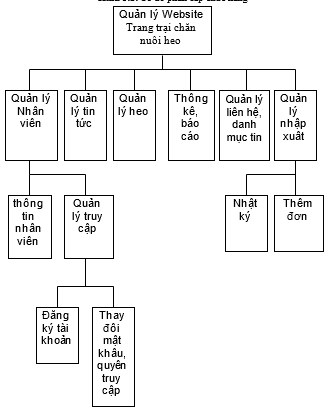 Quản lý Website
Trang trại chăn
nuôi heo
Quản lý
Nhân
viên
Quản
lý tin
tức
Quản
lý heo
Thông
kê, báo
cáo
Quản lý
liên hệ,
danh
mục tin
Quản
lý
nhập
xuất
thông
tin
nhân
viên
Quản
lý truy
cập
Nhật
ký
Thêm
đơn
Đăng
ký tài
khoản
Thay
đổi
mật
khẩu,
quyên
truy
cập